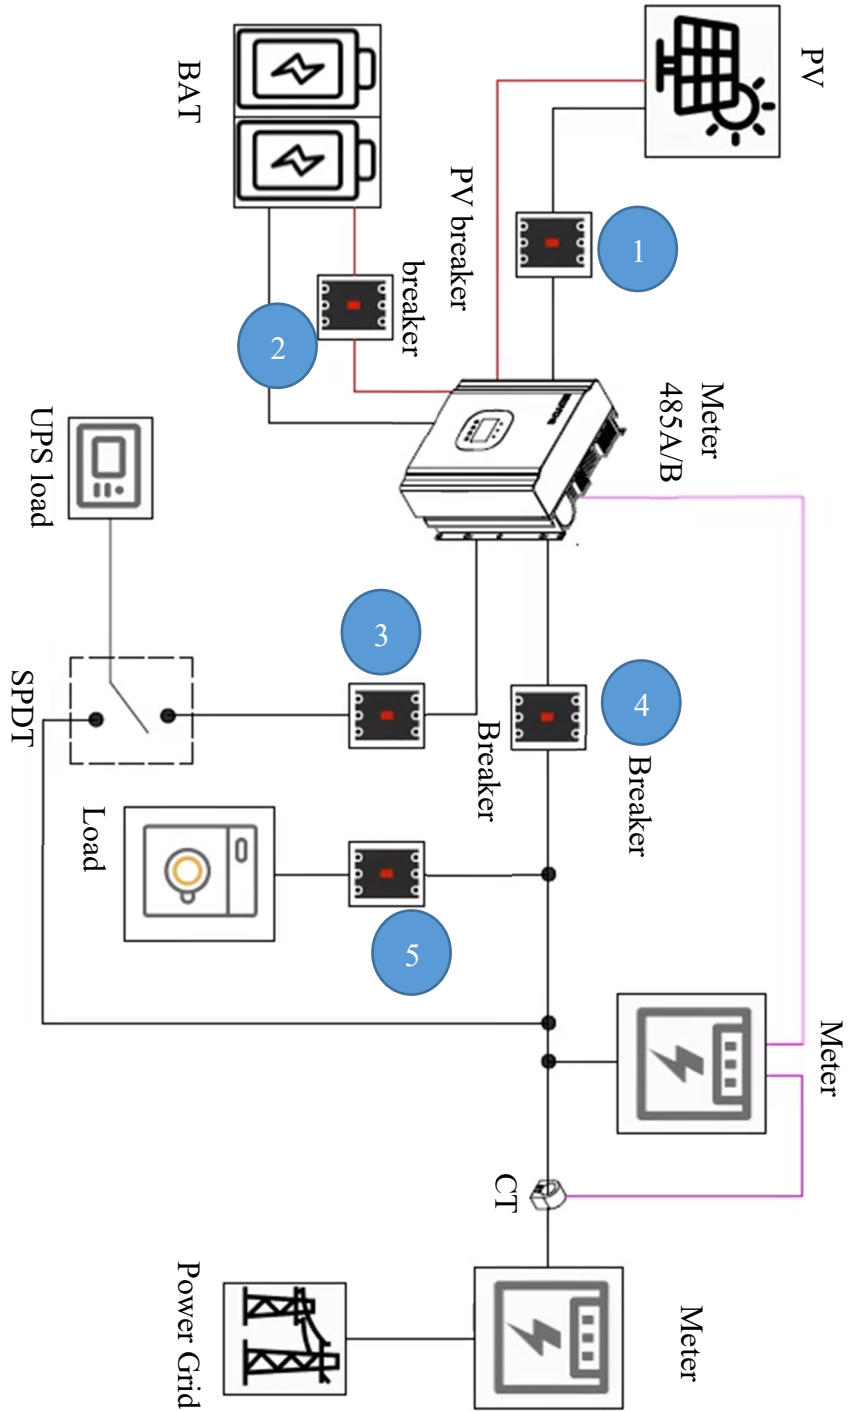 PV
BAT
1
PV breaker
breaker
2
Meter
485A/B
UPS load
3
4
Breaker
Breaker
SPDT
Load
5
Meter
CT
Meter
Power Grid